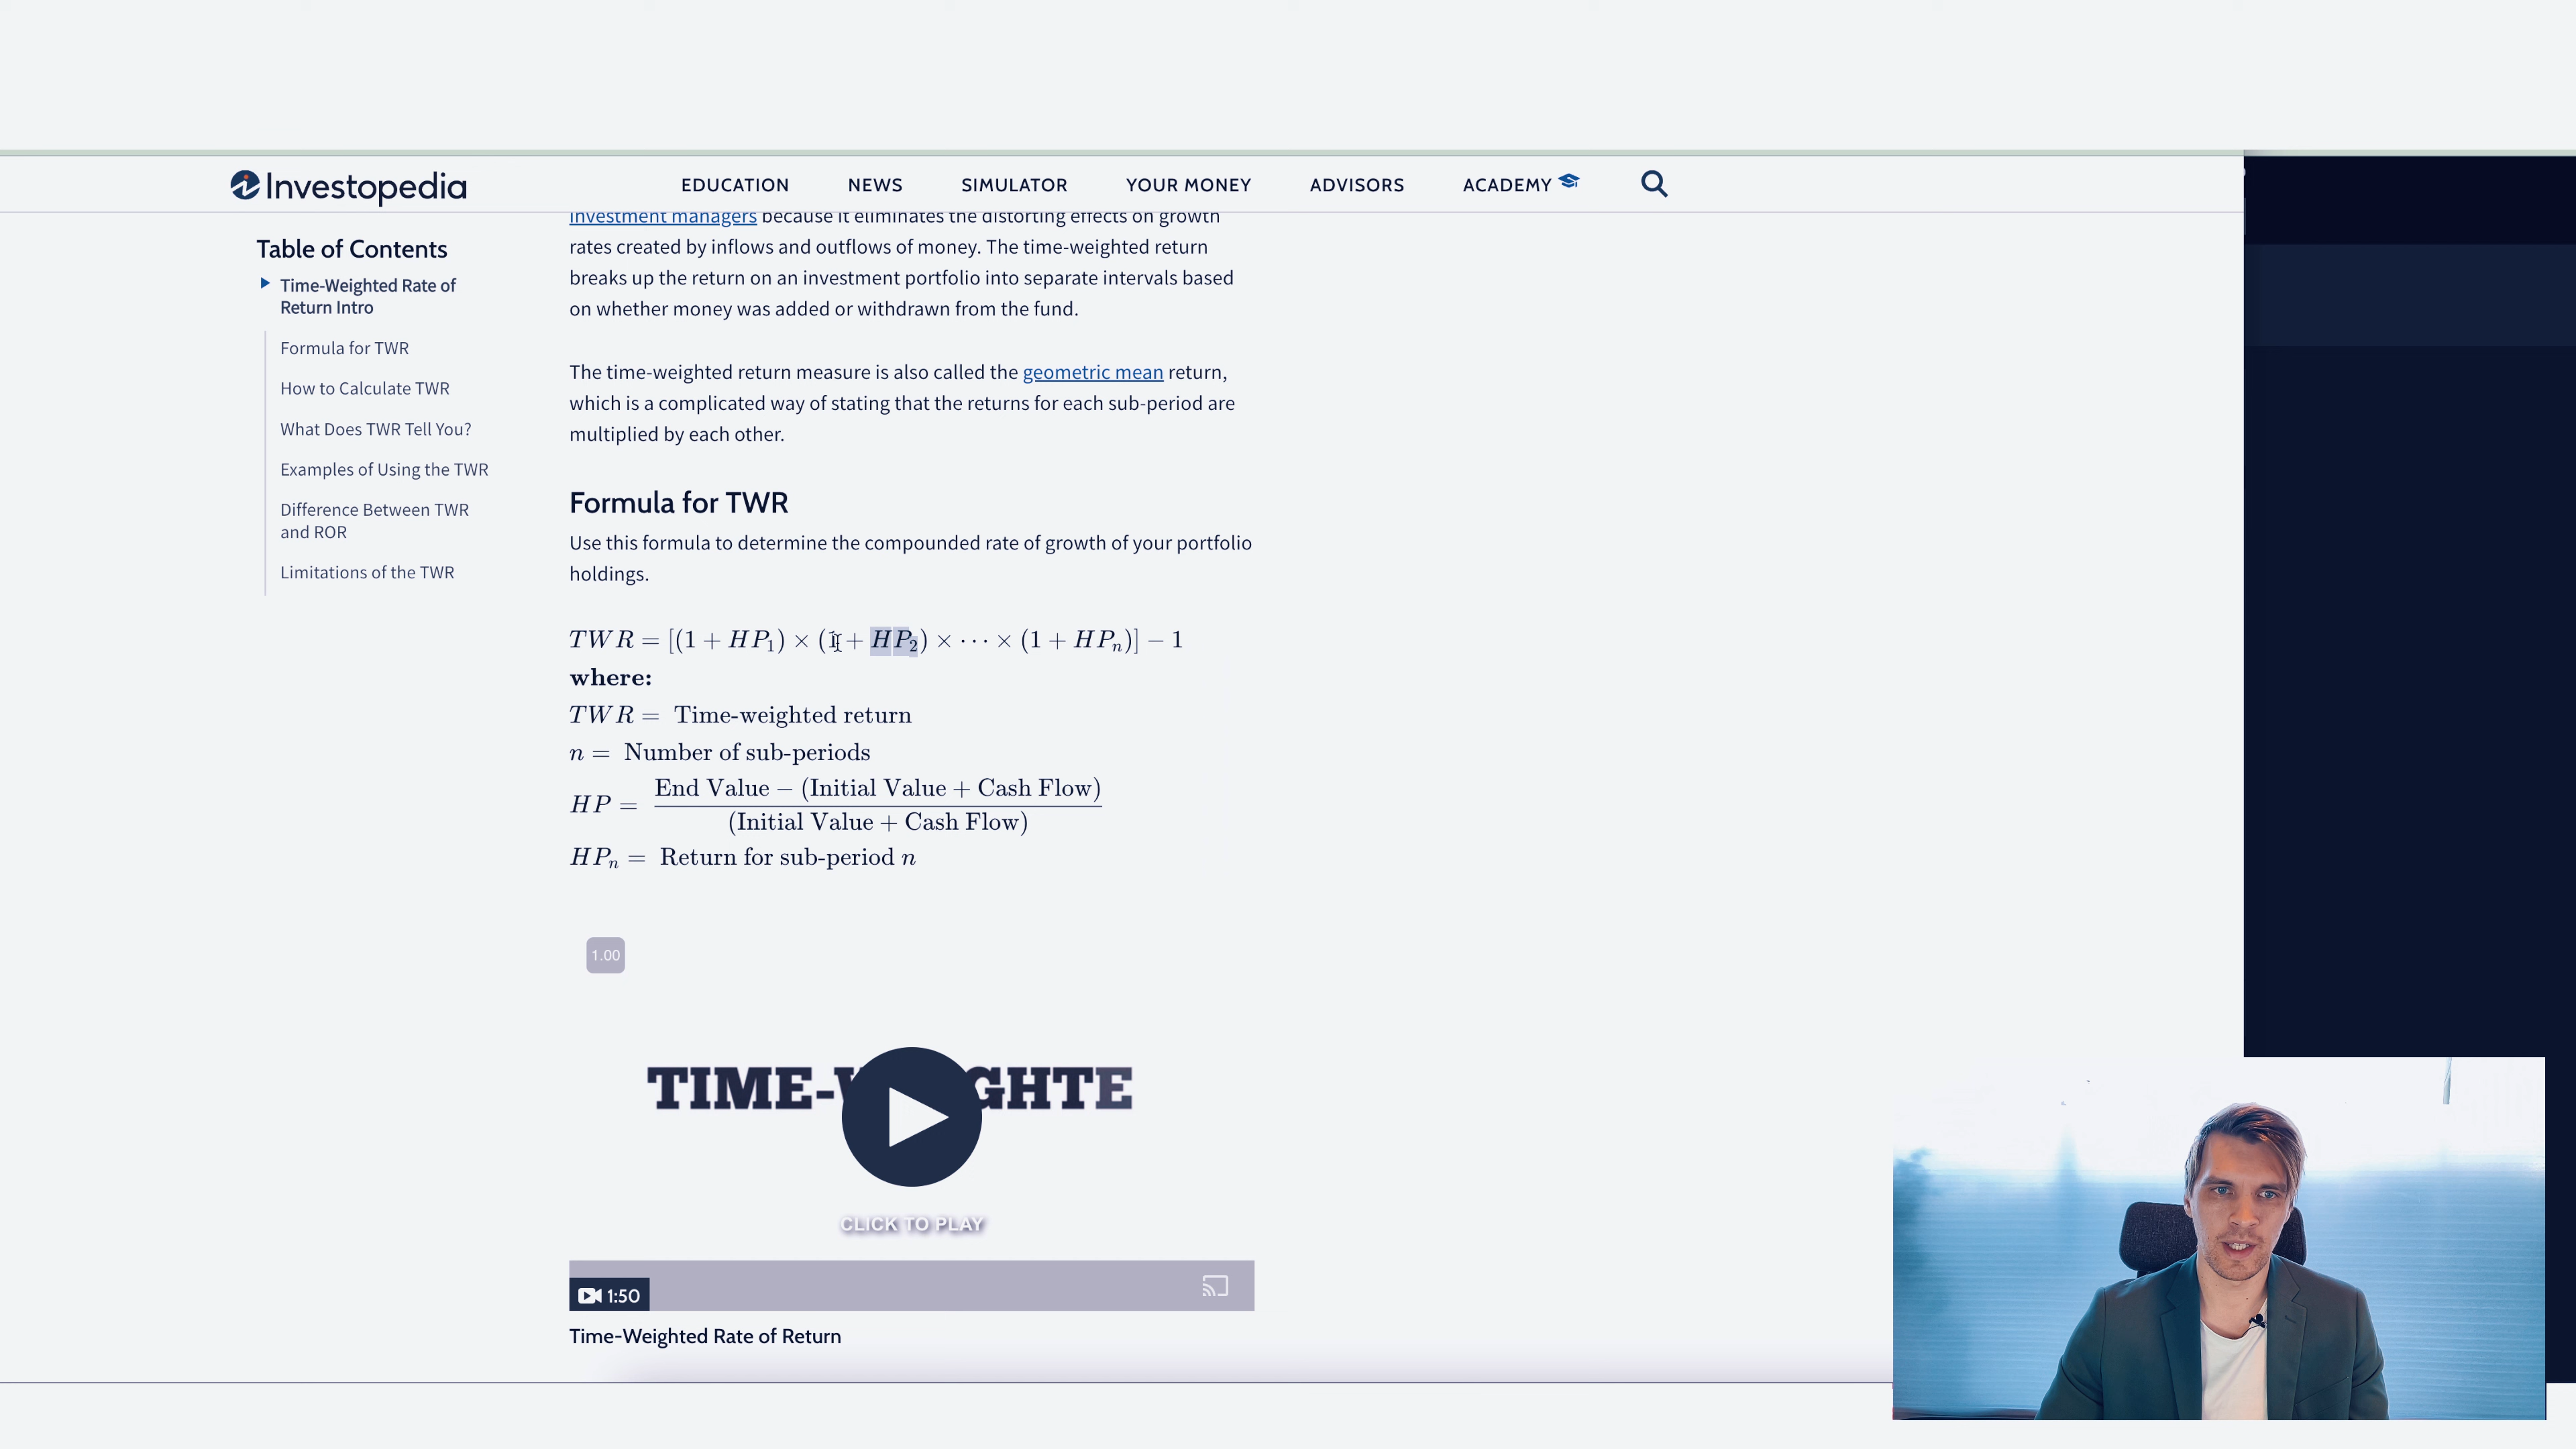 Investopedia
EDUCATION NEWS SIMULATOR YOUR MONEY ADVISORS ACADEMY
Table of Contents
Time-Weighted Rate of
Return Intro
Formula for TWR
How to Calculate TWR
What Does TWR Tell You?
Examples of Using the TWR
Difference Between TWR
and ROR
Limitations of the TWR
investment managers because it eliminates the distorting effects on growth
rates created by inflows and outflows of money. The time-weighted return
breaks up the return on an investment portfolio into separate intervals based
on whether money was added or withdrawn from the fund.
The time-weighted return measure is also called the geometric mean return,
which is a complicated way of stating that the returns for each sub-period are
multiplied by each other.
Formula for TWR
Use this formula to determine the compounded rate of growth of your portfolio
holdings.
TWR = [(1 + HP₁) × (1 + HP₂) × ⋯ × (1 + HPₙ)] − 1
where:
TWR = Time-weighted return
n = Number of sub-periods
End Value − (Initial Value + Cash Flow)
HP =
(Initial Value + Cash Flow)
HPₙ = Return for sub-period n
1.00
CLICK TO PLAY
1:50
Time-Weighted Rate of Return